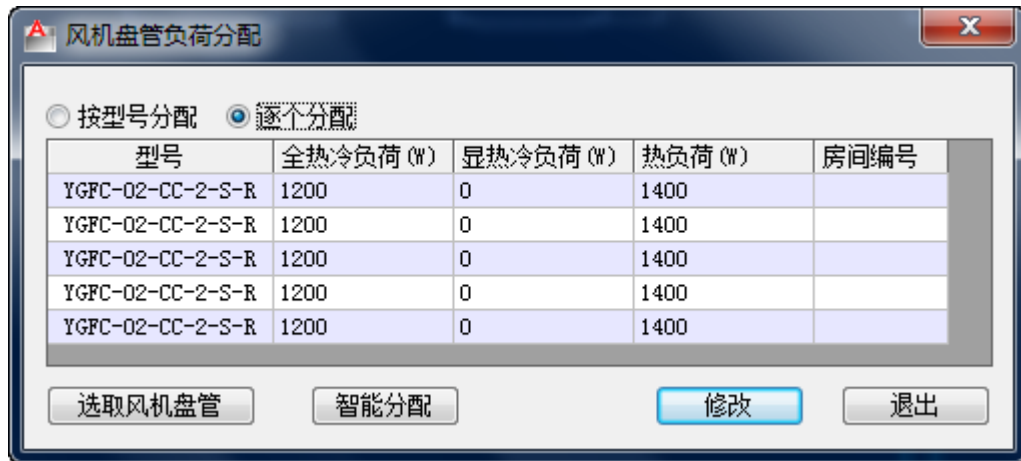 风机盘管负荷分配
按型号分配 逐个分配
型号 全热冷负荷(W) 显热冷负荷(W) 热负荷(W) 房间编号
YGFC-02-CC-2-S-R 1200 0 1400
YGFC-02-CC-2-S-R 1200 0 1400
YGFC-02-CC-2-S-R 1200 0 1400
YGFC-02-CC-2-S-R 1200 0 1400
YGFC-02-CC-2-S-R 1200 0 1400
选取风机盘管 智能分配 修改 退出